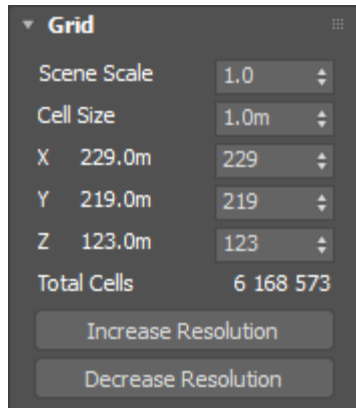 Grid
Scene Scale 1.0
Cell Size 1.0m
X 229.0m 229
Y 219.0m 219
Z 123.0m 123
Total Cells 6 168 573
Increase Resolution
Decrease Resolution